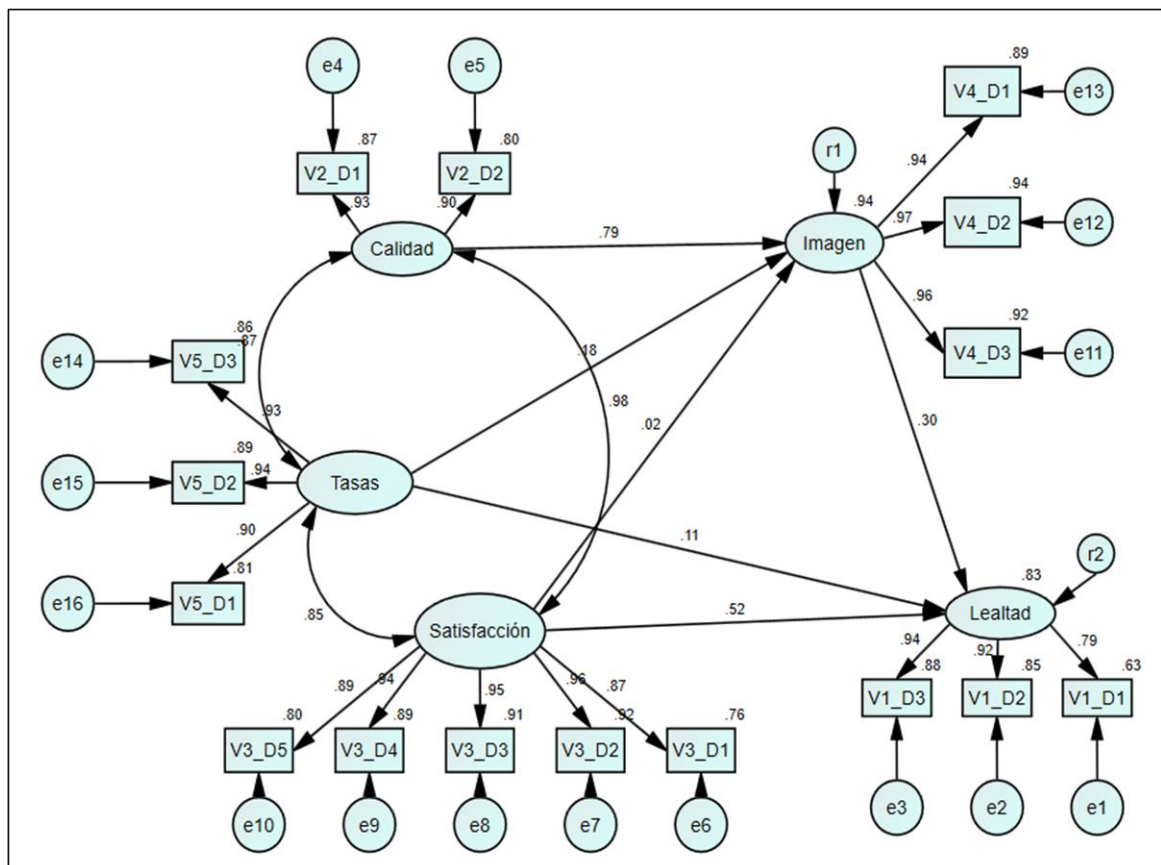 e4
e5
.89
V4_D1
e13
.87
.80
V2_D1
V2_D2
r1
.94
.93
.90
.94
.94
.97
V4_D2
e12
Calidad
.79
Imagen
.96
.92
V4_D3
e11
.86
.87
e14
V5_D3
.18
.98
.93
.02
.30
.89
e15
V5_D2
.94
Tasas
.90
.11
r2
.81
.83
e16
V5_D1
.85
Satisfacción
.52
Lealtad
.94
.92
.79
.89
.94
.95
.96
.87
.88
.85
.63
V1_D3
V1_D2
V1_D1
.80
.89
.91
.92
.76
V3_D5
V3_D4
V3_D3
V3_D2
V3_D1
e10
e9
e8
e7
e6
e3
e2
e1